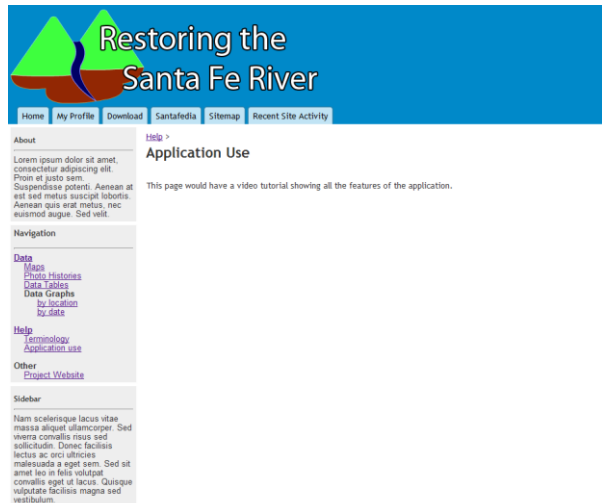 Restoring the
Santa Fe River
Home My Profile Download Santafedia Sitemap Recent Site Activity
About
Lorem ipsum dolor sit amet,
consectetur adipiscing elit.
Proin et justo sem.
Suspendisse potenti. Aenean at
est sed metus suscipit lobortis.
Aenean quis erat metus, nec
euismod augue. Sed velit.
Navigation
Data
Maps
Photo Histories
Data Tables
Data Graphs
by location
by date
Help
Terminology
Application use
Other
Project Website
Sidebar
Nam scelerisque lacus vitae
massa aliquet ullamcorper. Sed
viverra convallis risus sed
sollicitudin. Donec facilisis
lectus ac orci ultricies
malesuada a eget sem. Sed sit
amet leo in felis volutpat
convallis eget ut lacus. Quisque
vulputate facilisis magna sed
vestibulum.
Help >
Application Use
This page would have a video tutorial showing all the features of the application.